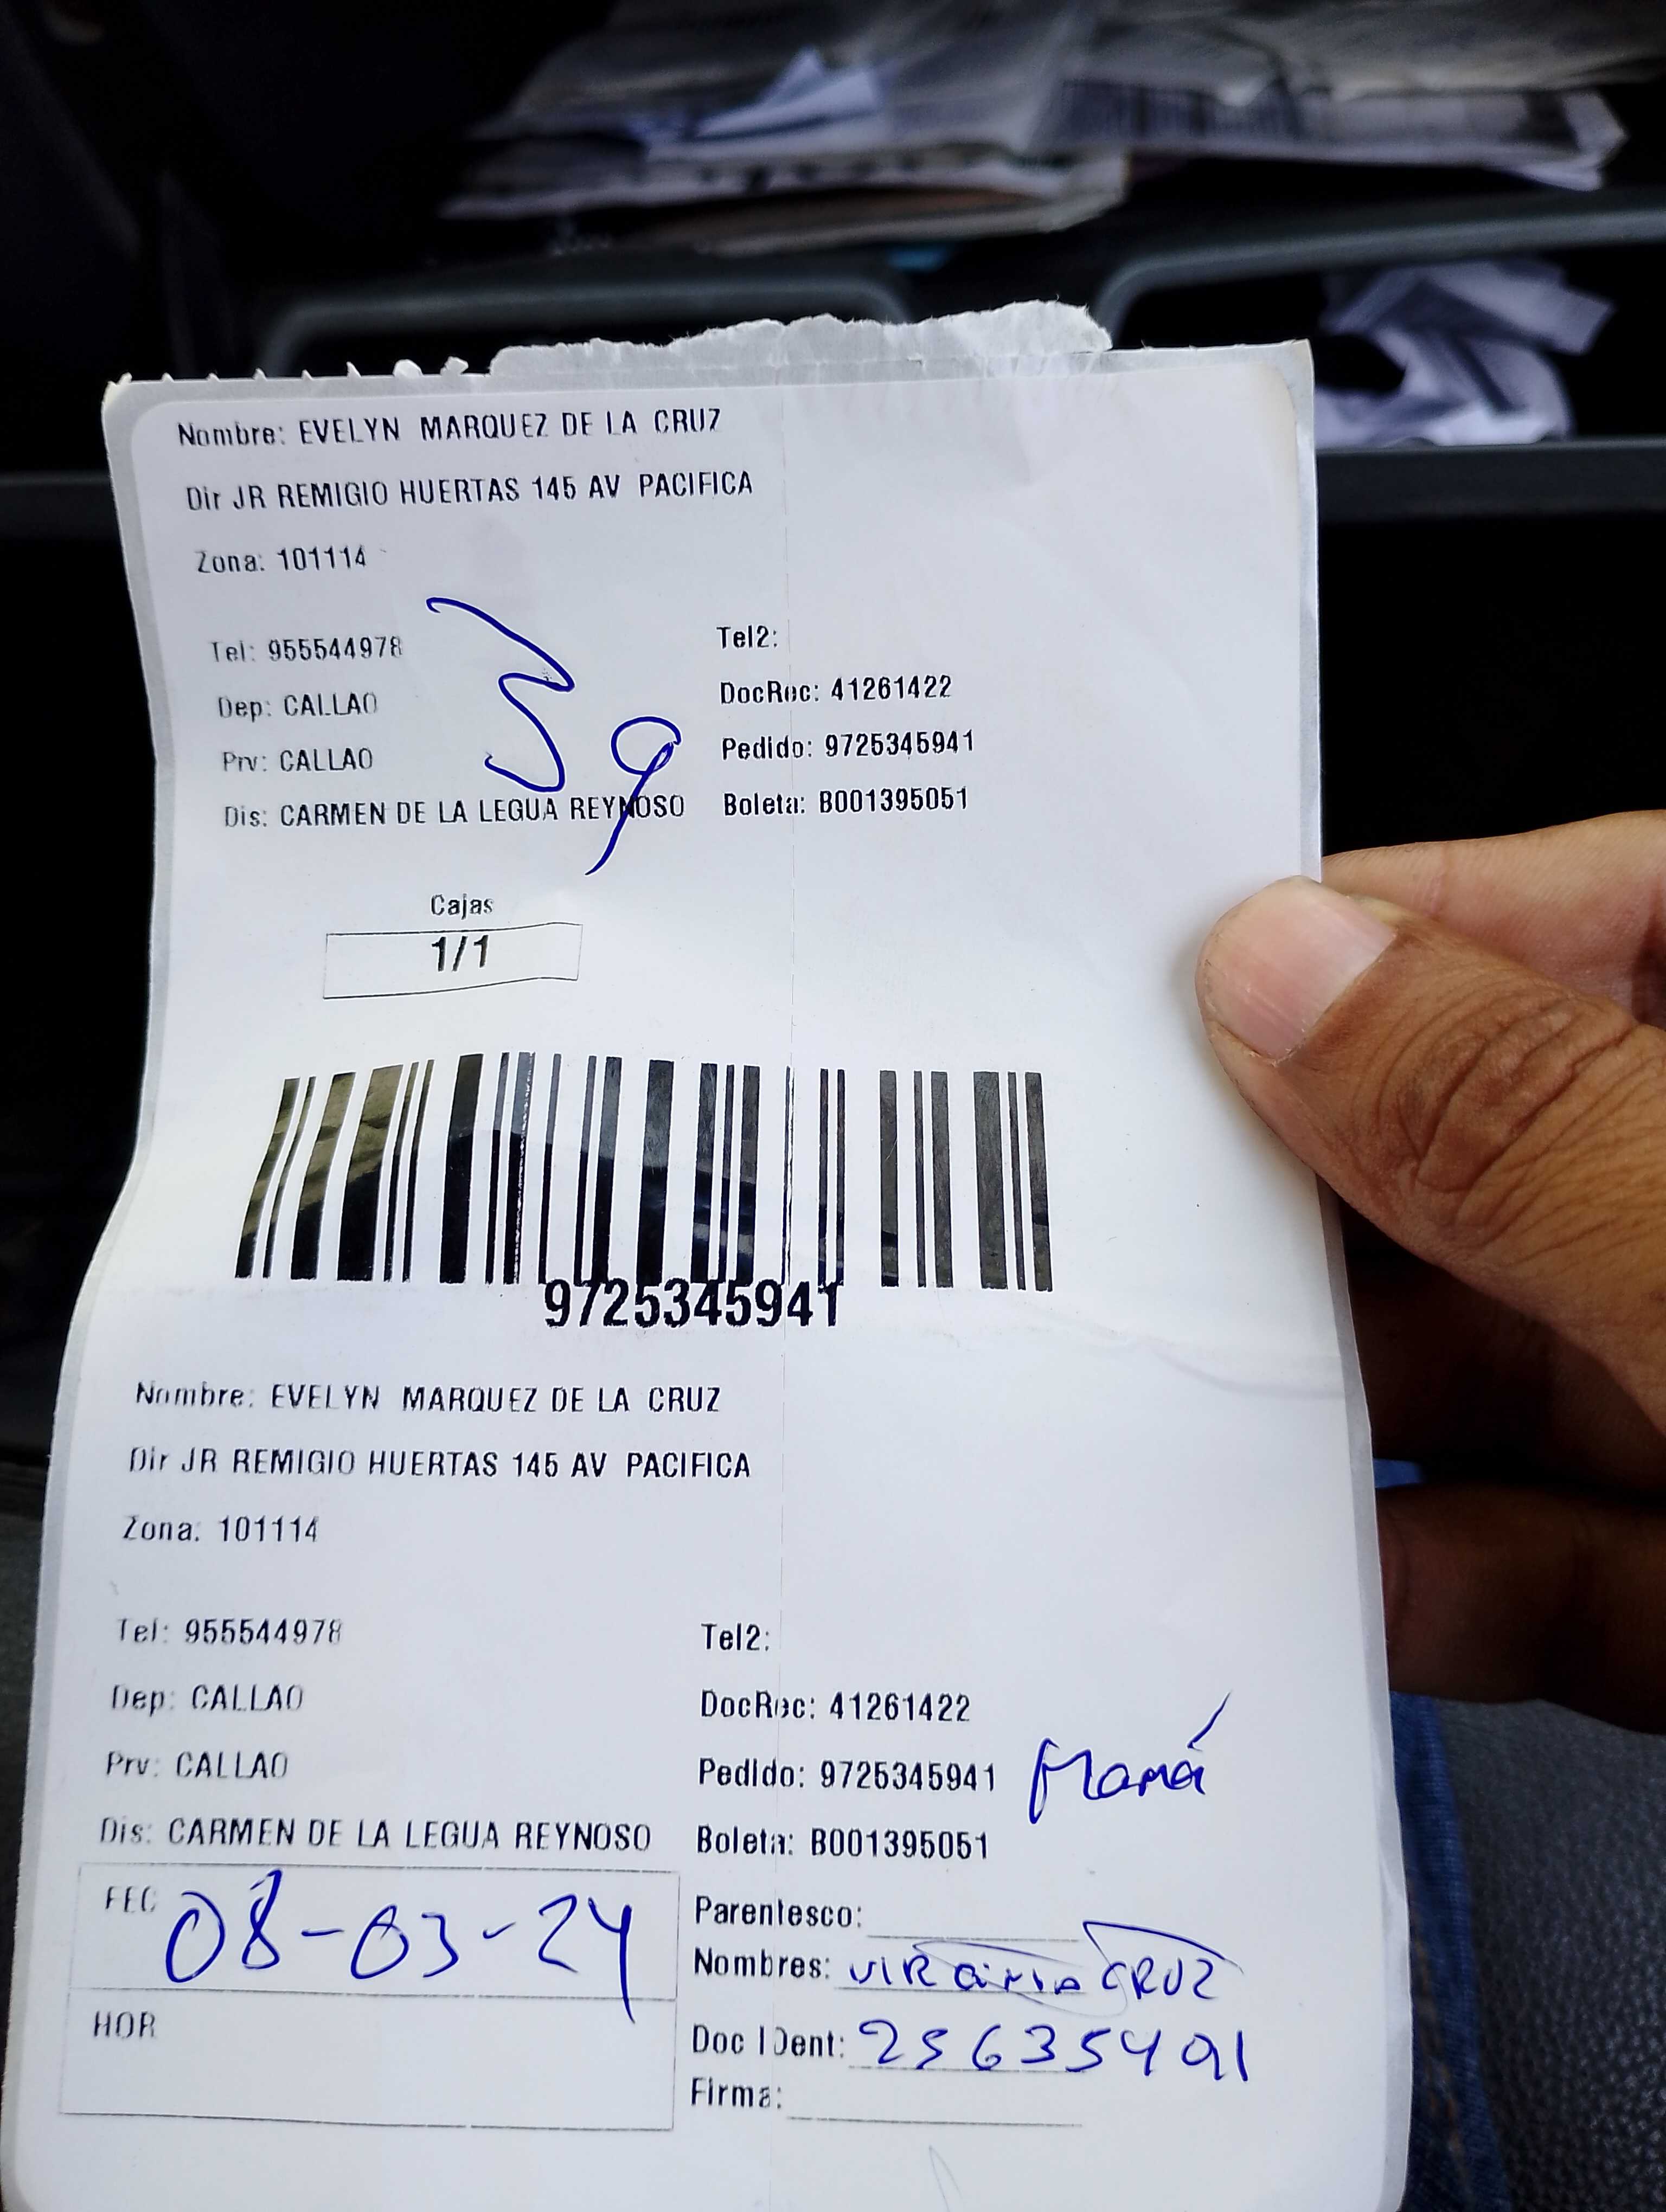 Nombre: EVELYN MARQUEZ DE LA CRUZ
Dir JR REMIGIO HUERTAS 145 AV PACIFICA
Zona: 101114
Tel: 955544978 Tel2:
Dep: CALLAO DocRec: 41261422
Prv: CALLAO Pedido: 9725345941
Dis: CARMEN DE LA LEGUA REYNOSO Boleta: B001395051
59
Cajas
1/1
9725345941
Nombre: EVELYN MARQUEZ DE LA CRUZ
Dir JR REMIGIO HUERTAS 145 AV PACIFICA
Zona: 101114
Tel: 955544978 Tel2:
Dep: CALLAO DocRec: 41261422
Prv: CALLAO Pedido: 9725345941 Mamá
Dis: CARMEN DE LA LEGUA REYNOSO Boleta: B001395051
FEC 08-03-24 Parentesco:
Nombres: CRUZ
HOR
Doc IDent: 25635491
Firma: